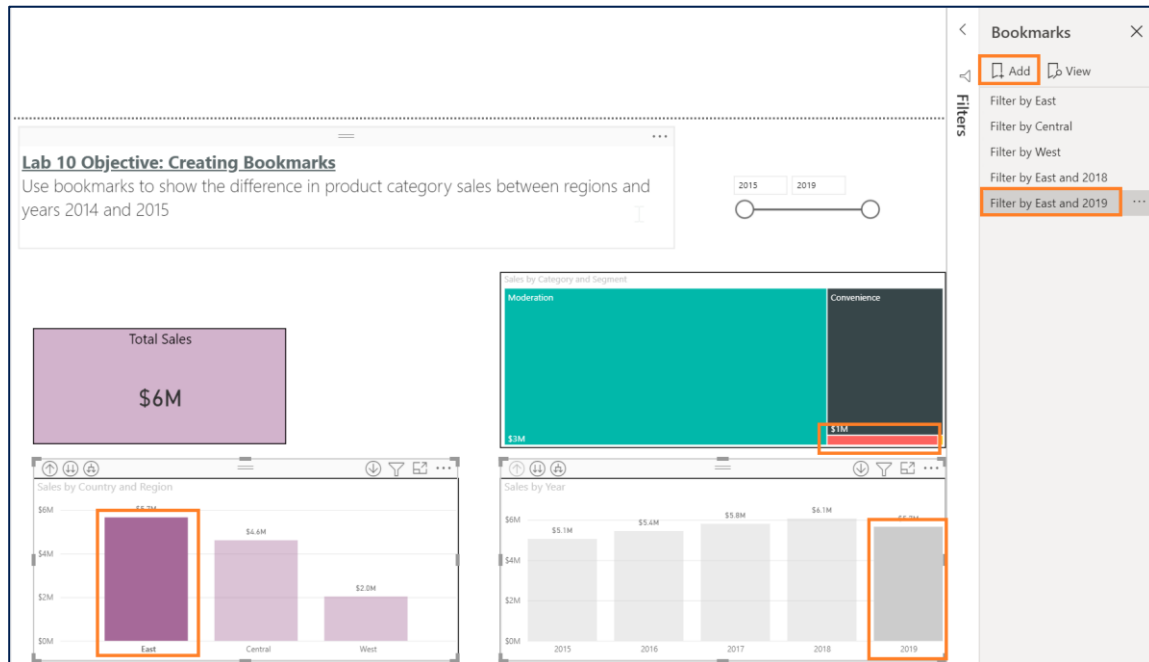 Bookmarks
Add
View
Filters
Filter by East
Filter by Central
Filter by West
Filter by East and 2018
Filter by East and 2019
Lab 10 Objective: Creating Bookmarks
Use bookmarks to show the difference in product category sales between regions and
years 2014 and 2015
2015 2019
Total Sales
$6M
Sales by Category and Segment
Moderation
Convenience
$3M
$1M
Sales by Country and Region
$6M
$4M
$2M
$0M
$4.6M
$2.0M
East Central West
Sales by Year
$6M
$4M
$2M
$0M
$5.1M
$5.4M
$5.8M
$6.1M
2015 2016 2017 2018 2019